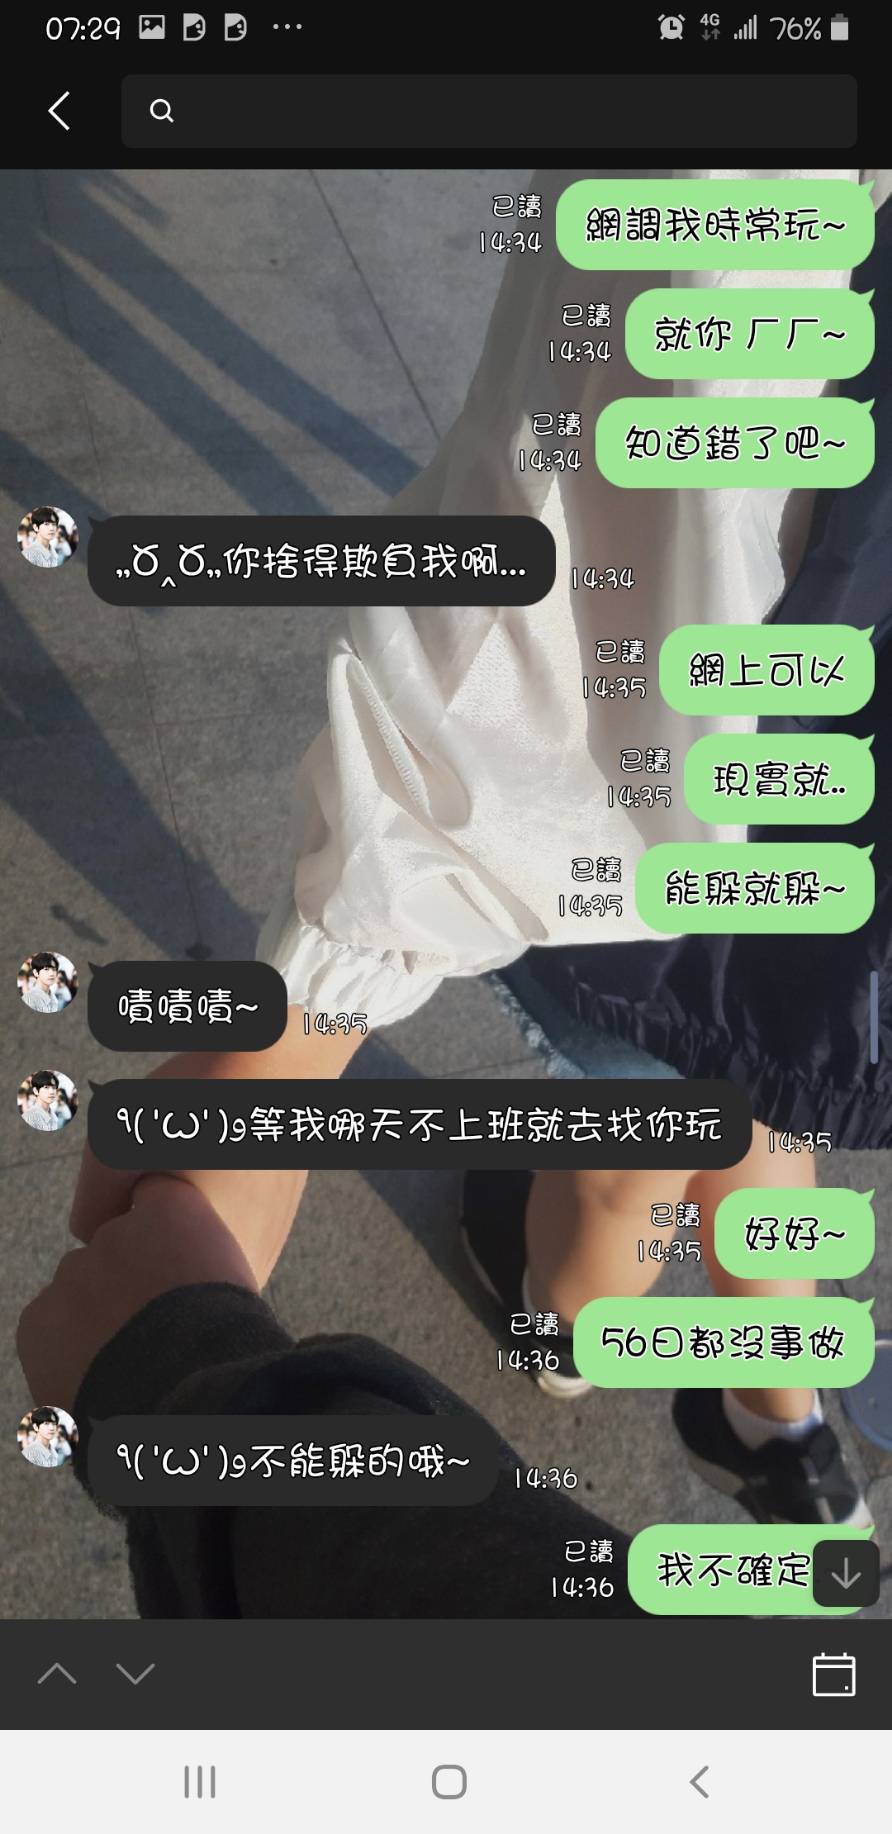 07:29 4G 76%
已讀
14:34
網調我時常玩~
已讀
14:34
就你 厂厂~
已讀
14:34
知道錯了吧~
„Ծ‸Ծ„你捨得欺負我啊...
14:34
已讀
14:35
網上可以
已讀
14:35
現實就..
已讀
14:35
能躲就躲~
嘖嘖嘖~
14:35
٩( 'ω' )و等我哪天不上班就去找你玩
14:35
已讀
14:35
好好~
已讀
14:36
56日都沒事做
٩( 'ω' )و不能躲的哦~
14:36
已讀
14:36
我不確定